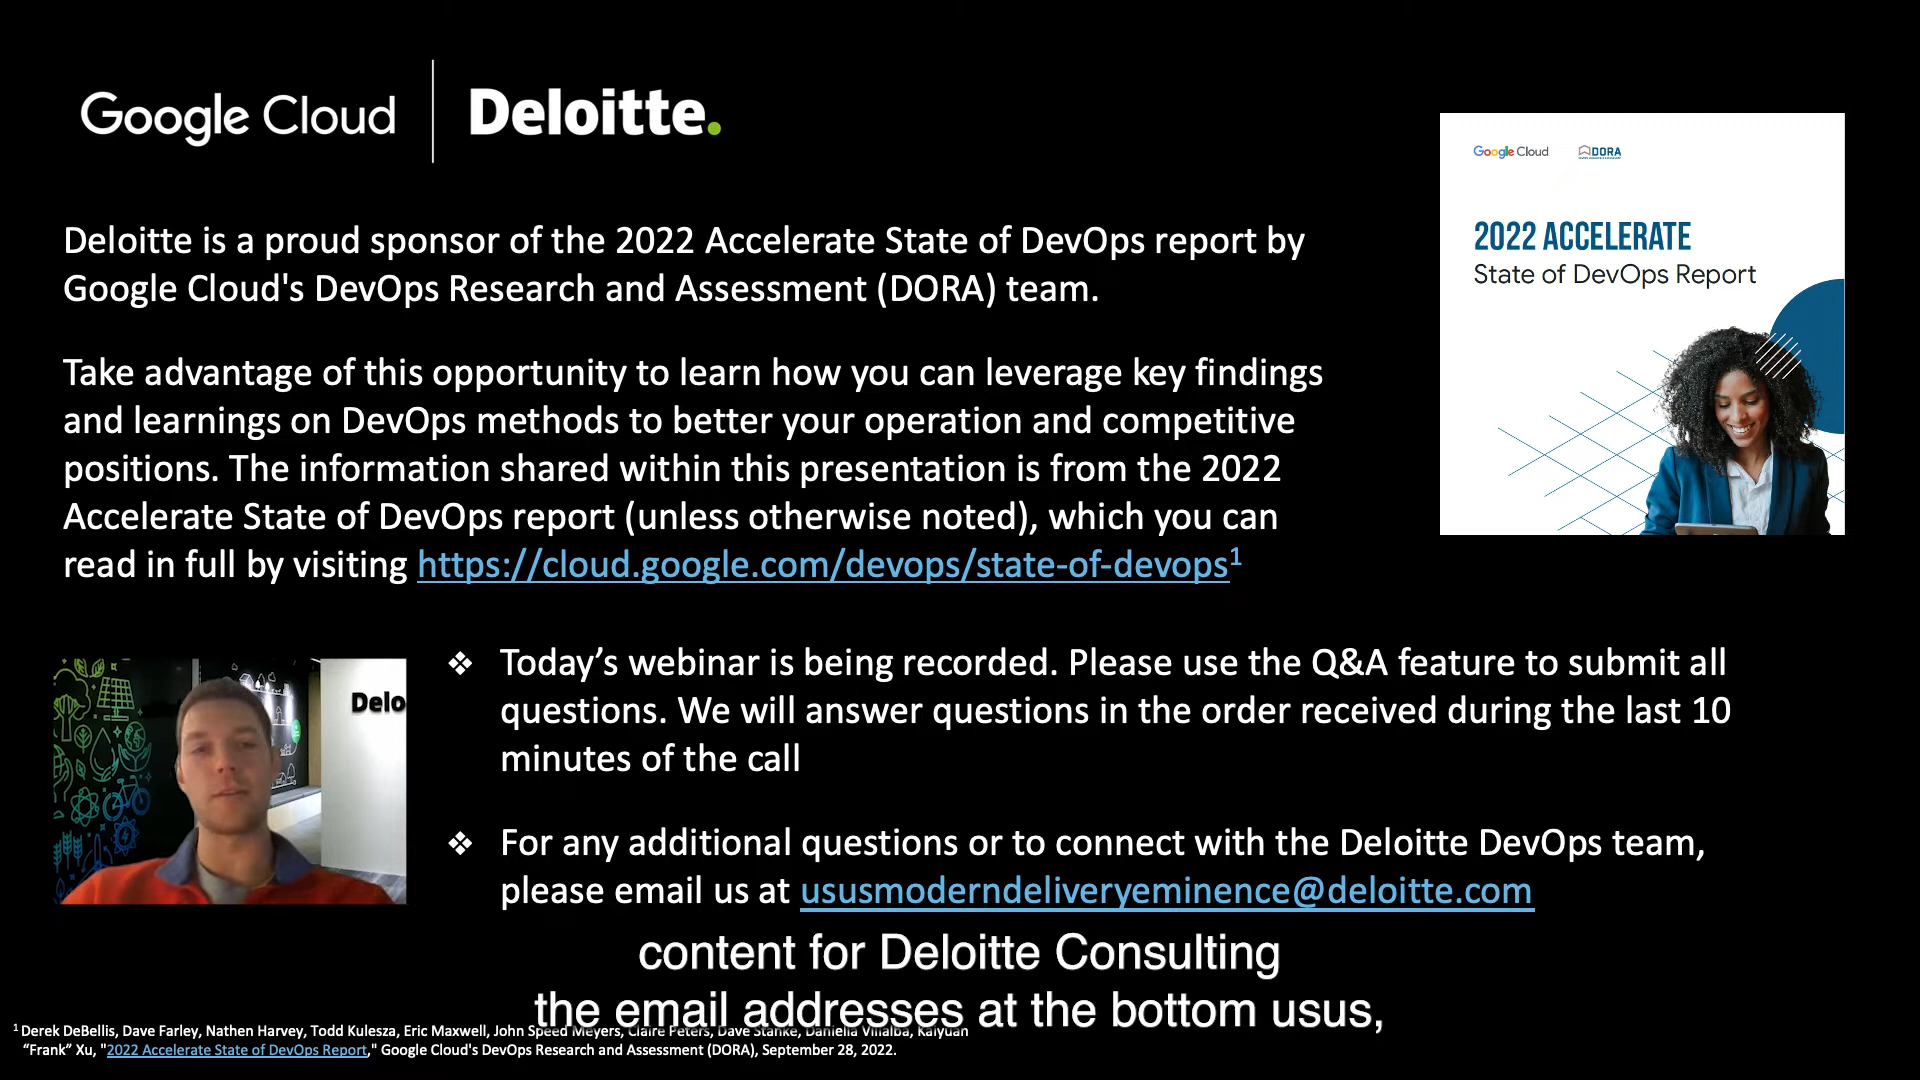 Google Cloud
Deloitte.
Google Cloud
DORA
2022 ACCELERATE
State of DevOps Report
Deloitte is a proud sponsor of the 2022 Accelerate State of DevOps report by
Google Cloud's DevOps Research and Assessment (DORA) team.
Take advantage of this opportunity to learn how you can leverage key findings
and learnings on DevOps methods to better your operation and competitive
positions. The information shared within this presentation is from the 2022
Accelerate State of DevOps report (unless otherwise noted), which you can
read in full by visiting https://cloud.google.com/devops/state-of-devops¹
Delo
❖ Today’s webinar is being recorded. Please use the Q&A feature to submit all
questions. We will answer questions in the order received during the last 10
minutes of the call
❖ For any additional questions or to connect with the Deloitte DevOps team,
please email us at ususmoderndeliveryeminence@deloitte.com
content for Deloitte Consulting
the email addresses at the bottom usus,
¹ Derek DeBellis, Dave Farley, Nathen Harvey, Todd Kulesza, Eric Maxwell, John Speed Meyers, Claire Peters, Dave Stanke, Daniella Villalba, Kaiyuan
“Frank” Xu, "2022 Accelerate State of DevOps Report," Google Cloud's DevOps Research and Assessment (DORA), September 28, 2022.